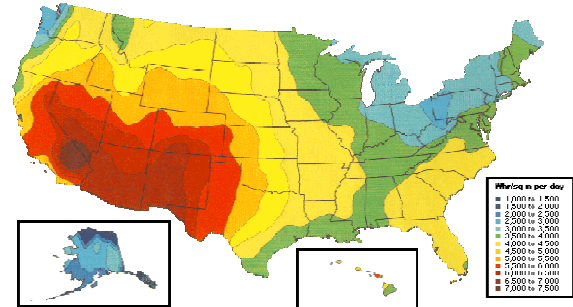 Whr/sq m per day
1,000 to 1,500
1,500 to 2,000
2,000 to 2,500
2,500 to 3,000
3,000 to 3,500
3,500 to 4,000
4,000 to 4,500
4,500 to 5,000
5,000 to 5,500
5,500 to 6,000
6,000 to 6,500
6,500 to 7,000
7,000 to 7,500